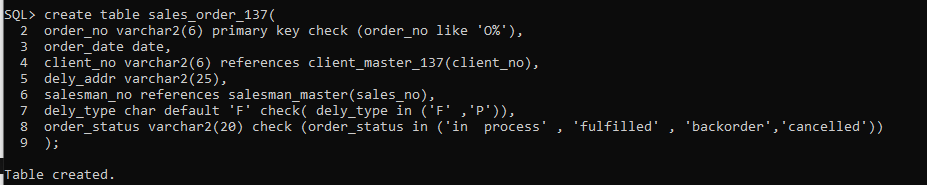 SQL> create table sales_order_137(
  2  order_no varchar2(6) primary key check (order_no like 'O%'),
  3  order_date date,
  4  client_no varchar2(6) references client_master_137(client_no),
  5  dely_addr varchar2(25),
  6  salesman_no references salesman_master(sales_no),
  7  dely_type char default 'F' check( dely_type in ('F' ,'P')),
  8  order_status varchar2(20) check (order_status in ('in  process' , 'fulfilled' , 'backorder','cancelled'))
  9  );
Table created.